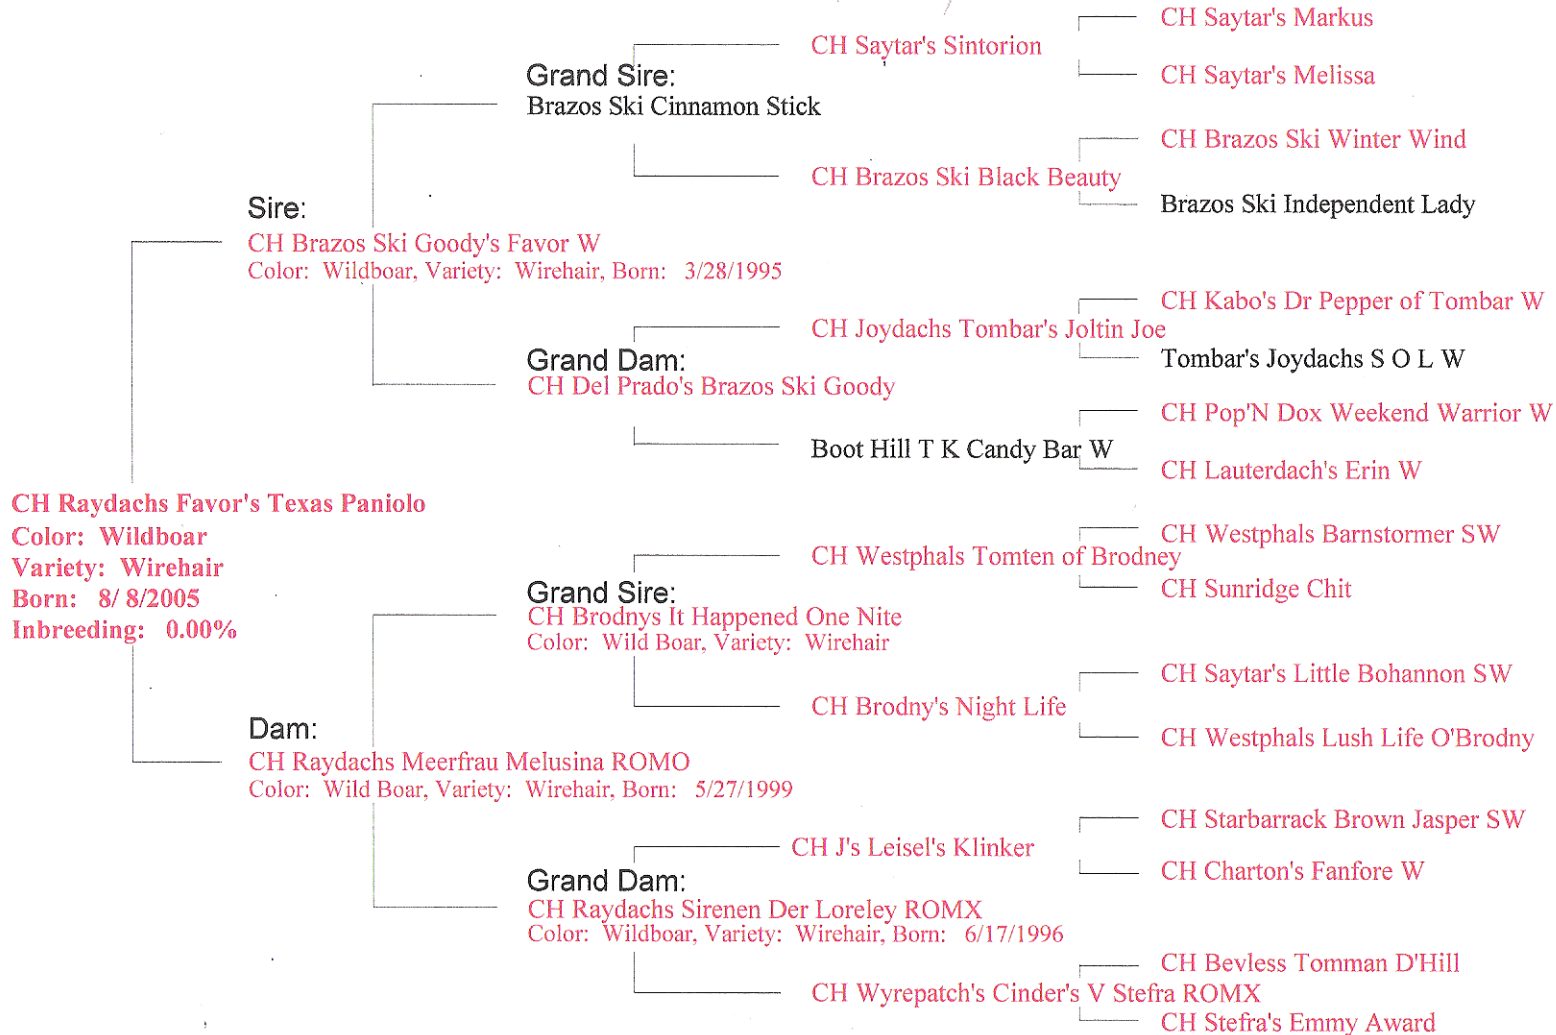 CH Saytar's Markus
CH Saytar's Sintorion
CH Saytar's Melissa
Grand Sire:
Brazos Ski Cinnamon Stick
CH Brazos Ski Winter Wind
CH Brazos Ski Black Beauty
Brazos Ski Independent Lady
Sire:
CH Brazos Ski Goody's Favor W
Color: Wildboar, Variety: Wirehair, Born: 3/28/1995
CH Kabo's Dr Pepper of Tombar W
CH Joydachs Tombar's Joltin Joe
Tombar's Joydachs S O L W
Grand Dam:
CH Del Prado's Brazos Ski Goody
CH Pop'N Dox Weekend Warrior W
Boot Hill T K Candy Bar W
CH Lauterdach's Erin W
CH Raydachs Favor's Texas Paniolo
Color: Wildboar
Variety: Wirehair
Born: 8/ 8/2005
Inbreeding: 0.00%
CH Westphals Barnstormer SW
CH Westphals Tomten of Brodney
CH Sunridge Chit
Grand Sire:
CH Brodnys It Happened One Nite
Color: Wild Boar, Variety: Wirehair
CH Saytar's Little Bohannon SW
CH Brodny's Night Life
CH Westphals Lush Life O'Brodny
Dam:
CH Raydachs Meerfrau Melusina ROMO
Color: Wild Boar, Variety: Wirehair, Born: 5/27/1999
CH Starbarrack Brown Jasper SW
CH J's Leisel's Klinker
CH Charton's Fanfore W
Grand Dam:
CH Raydachs Sirenen Der Loreley ROMX
Color: Wildboar, Variety: Wirehair, Born: 6/17/1996
CH Bevless Tomman D'Hill
CH Wyrepatch's Cinder's V Stefra ROMX
CH Stefra's Emmy Award